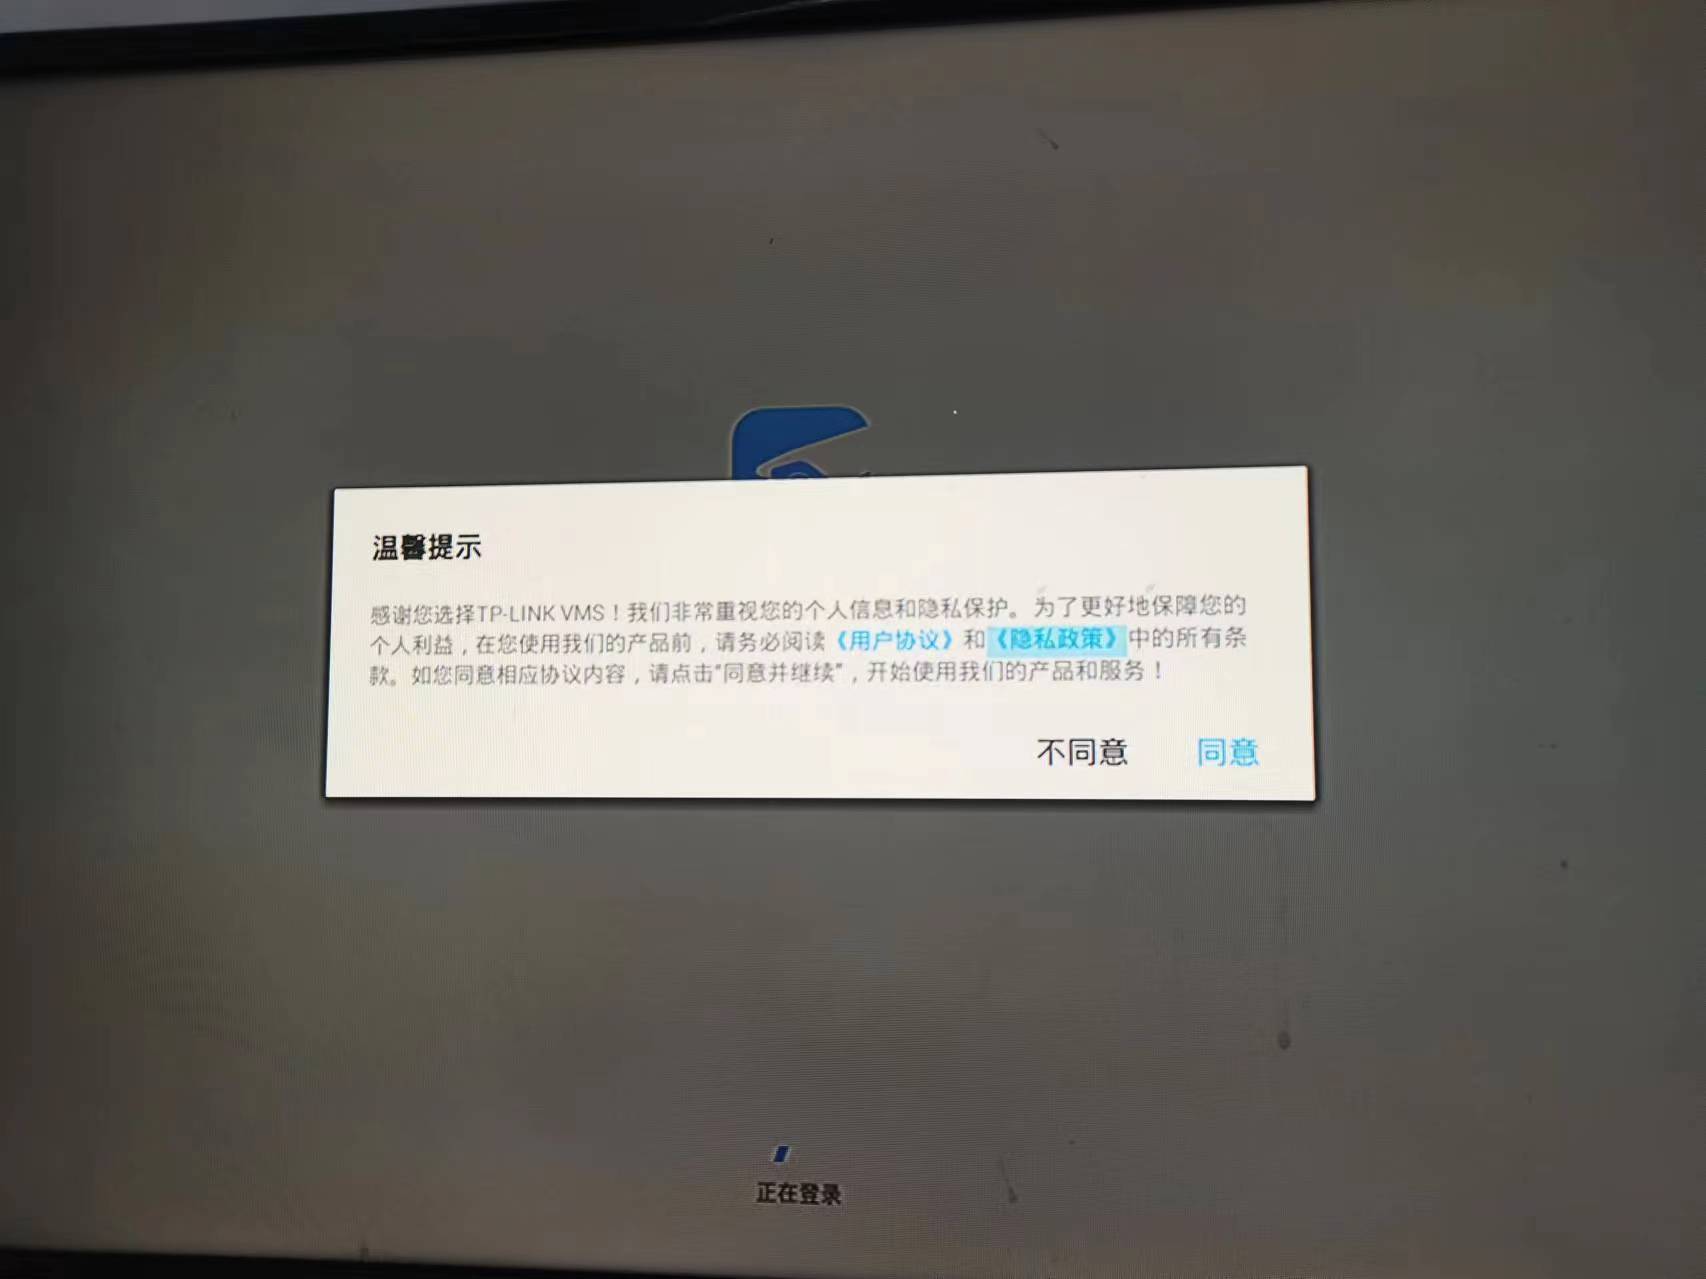 温馨提示
感谢您选择TP-LINK VMS！我们非常重视您的个人信息和隐私保护。为了更好地保障您的
个人利益，在您使用我们的产品前，请务必阅读《用户协议》和《隐私政策》中的所有条
款。如您同意相应协议内容，请点击“同意并继续”，开始使用我们的产品和服务！
不同意 同意
正在登录